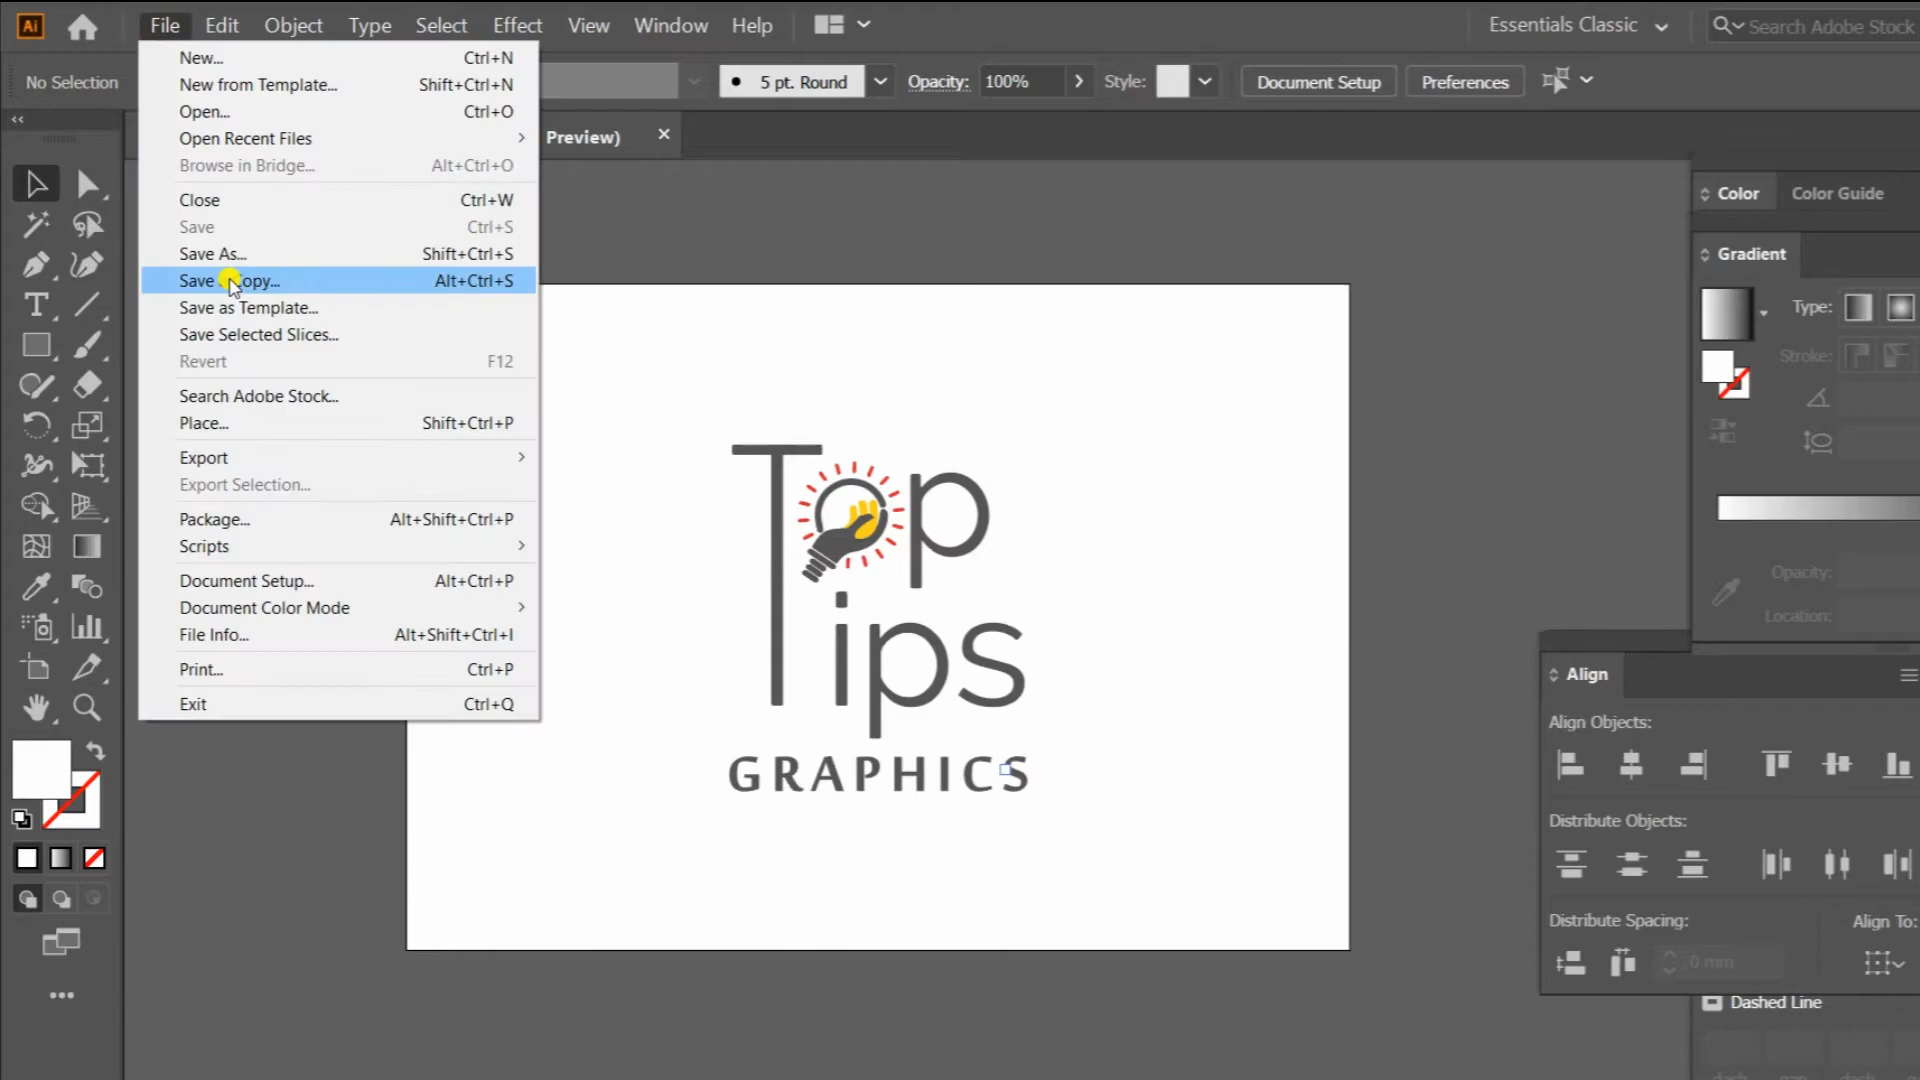 Ai File Edit Object Type Select Effect View Window Help Essentials Classic Search Adobe Stock
No Selection 5 pt. Round Opacity: 100% Style: Document Setup Preferences
Preview) ×
New... Ctrl+N
New from Template... Shift+Ctrl+N
Open... Ctrl+O
Open Recent Files
Browse in Bridge... Alt+Ctrl+O
Close Ctrl+W
Save Ctrl+S
Save As... Shift+Ctrl+S
Save Copy... Alt+Ctrl+S
Save as Template...
Save Selected Slices...
Revert F12
Search Adobe Stock...
Place... Shift+Ctrl+P
Export
Export Selection...
Package... Alt+Shift+Ctrl+P
Scripts
Document Setup... Alt+Ctrl+P
Document Color Mode
File Info... Alt+Shift+Ctrl+I
Print... Ctrl+P
Exit Ctrl+Q
Top
Tips
GRAPHICS
Color Color Guide
Gradient
Type:
Stroke:
Opacity:
Location:
Align
Align Objects:
Distribute Objects:
Distribute Spacing: Align To:
0 mm
Dashed Line